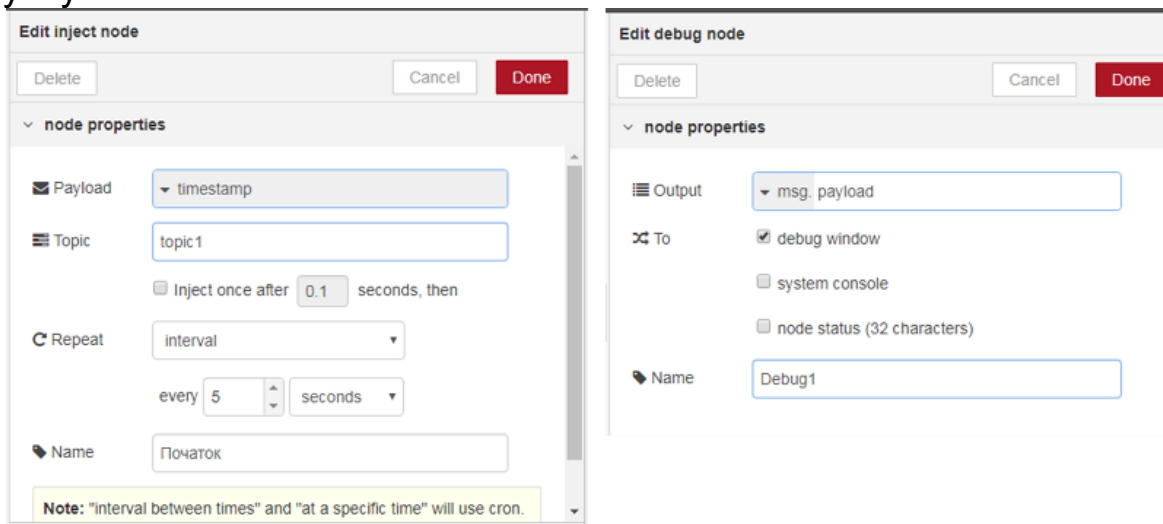 Edit inject node
Delete Cancel Done
node properties
Payload timestamp
Topic topic1
Inject once after 0.1 seconds, then
Repeat interval
every 5 seconds
Name Початок
Note: "interval between times" and "at a specific time" will use cron.
Edit debug node
Delete Cancel Done
node properties
Output msg. payload
To debug window
system console
node status (32 characters)
Name Debug1